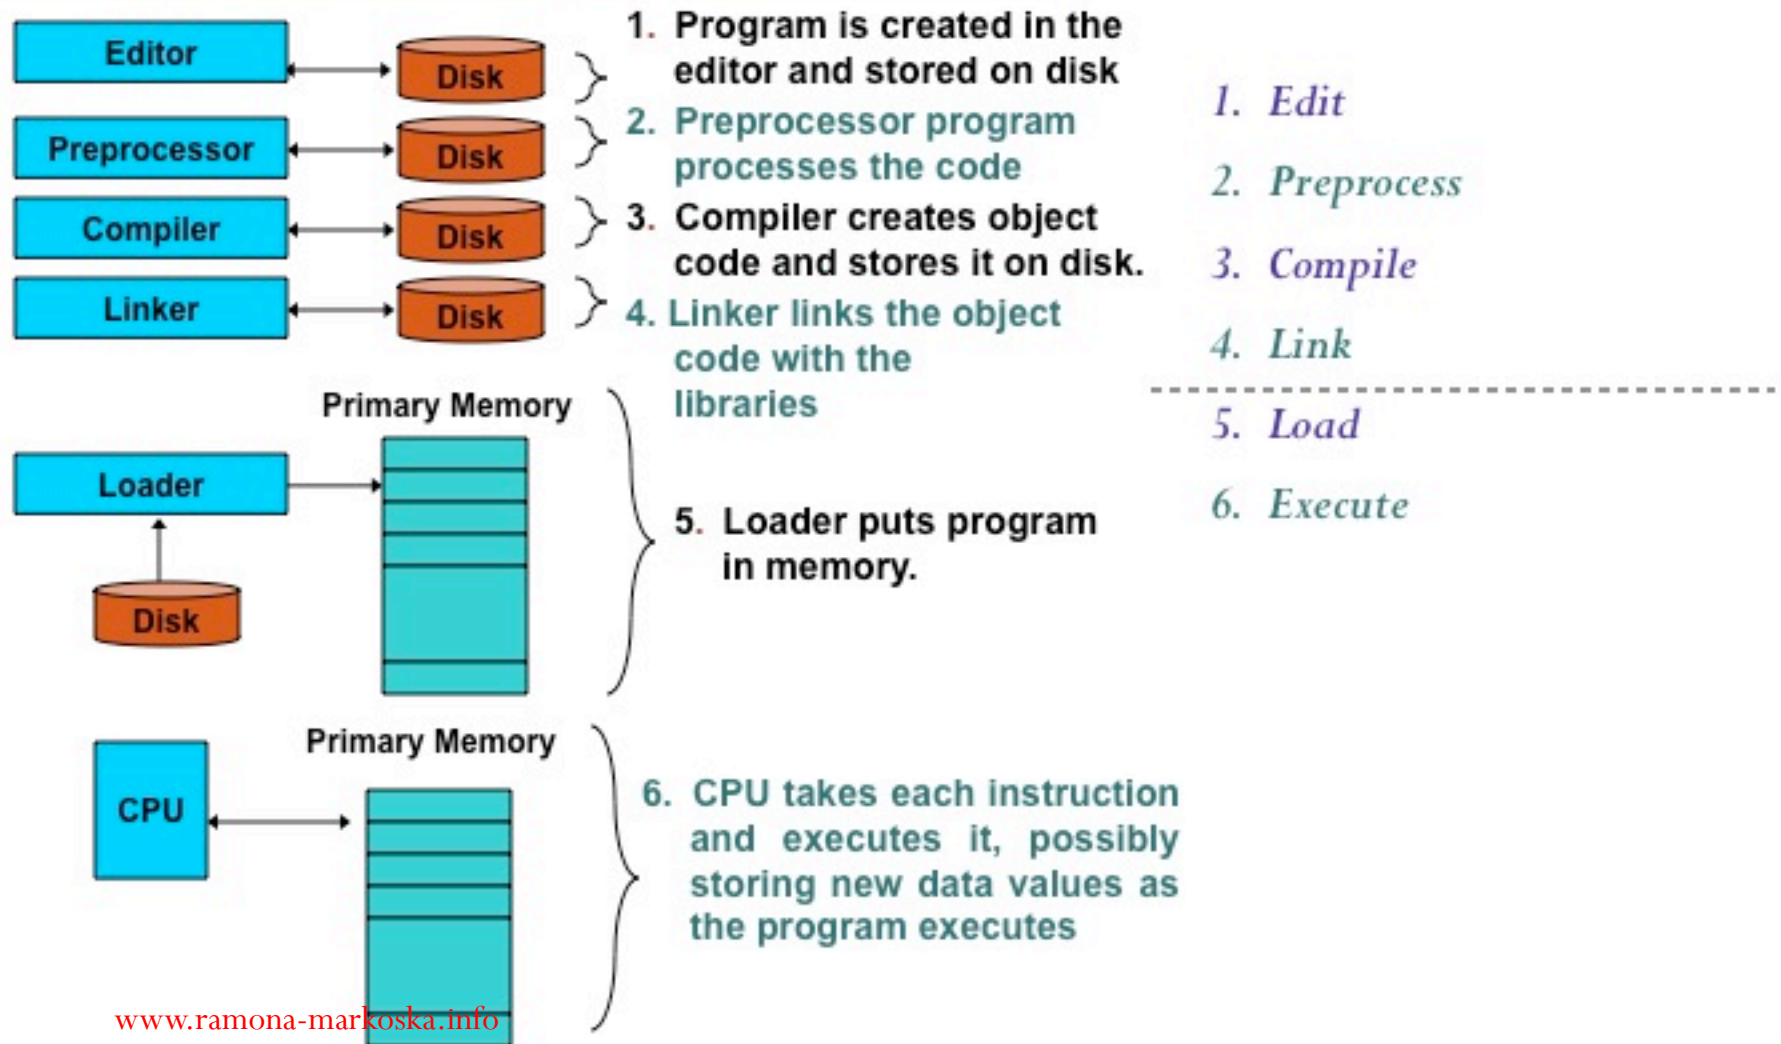 Editor
Disk
1. Program is created in the
editor and stored on disk
Preprocessor
Disk
2. Preprocessor program
processes the code
Compiler
Disk
3. Compiler creates object
code and stores it on disk.
Linker
Disk
4. Linker links the object
code with the
libraries
Primary Memory
Loader
Disk
5. Loader puts program
in memory.
Primary Memory
CPU
6. CPU takes each instruction
and executes it, possibly
storing new data values as
the program executes
1. Edit
2. Preprocess
3. Compile
4. Link
5. Load
6. Execute
www.ramona-markoska.info